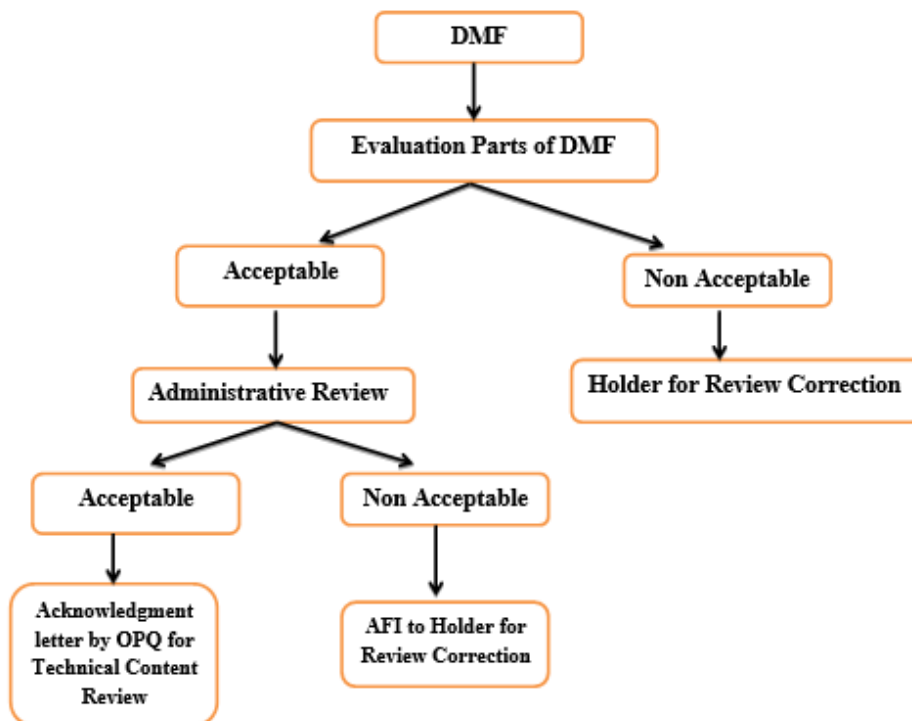 DMF
Evaluation Parts of DMF
Acceptable
Non Acceptable
Administrative Review
Holder for Review Correction
Acceptable
Non Acceptable
Acknowledgment
letter by OPQ for
Technical Content
Review
AFI to Holder for
Review Correction